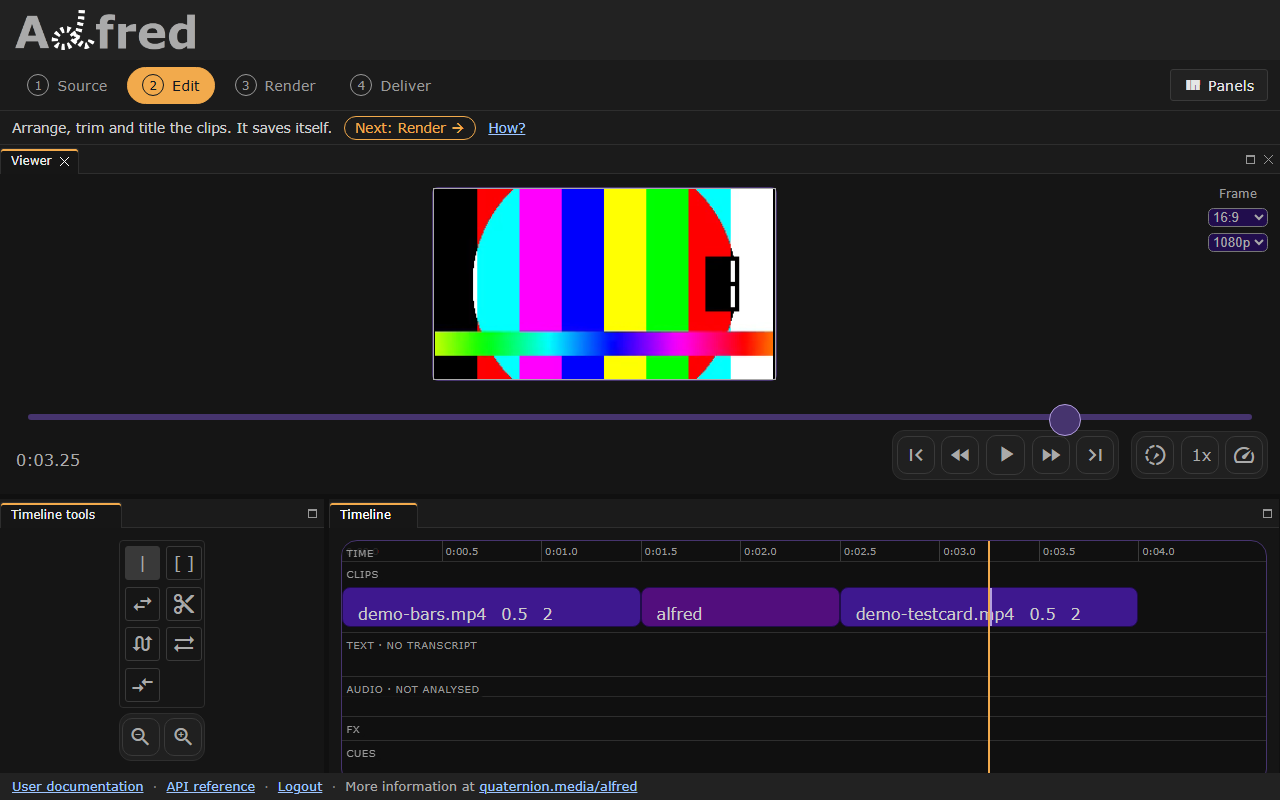 Adfred
1 Source 2 Edit 3 Render 4 Deliver Panels
Arrange, trim and title the clips. It saves itself. Next: Render → How?
Viewer
Frame
16:9
1080p
0:03.25
1x
Timeline tools
Timeline
TIME 0:00.5 0:01.0 0:01.5 0:02.0 0:02.5 0:03.0 0:03.5 0:04.0
CLIPS
demo-bars.mp4 0.5 2 alfred demo-testcard.mp4 0.5 2
TEXT · NO TRANSCRIPT
AUDIO · NOT ANALYSED
FX
CUES
User documentation · API reference · Logout · More information at quaternion.media/alfred